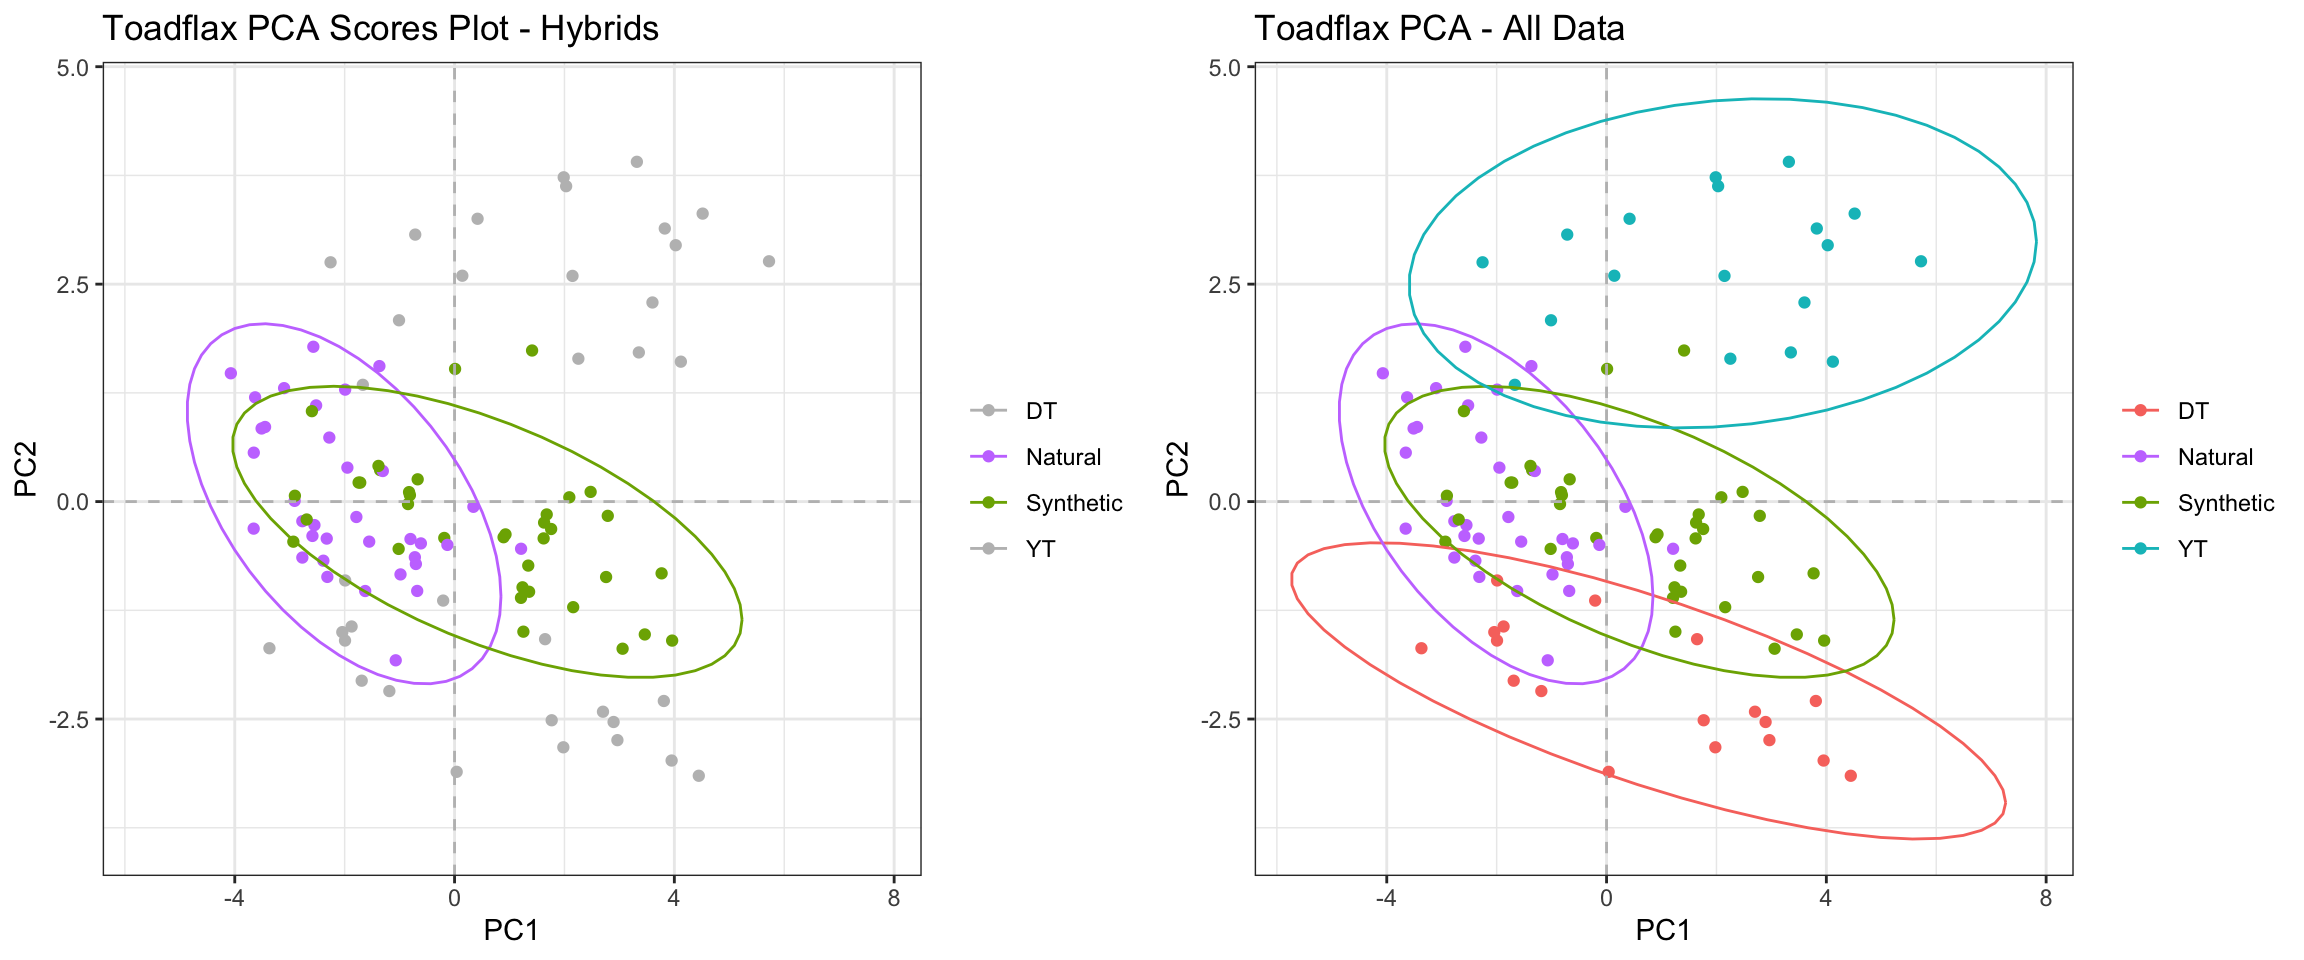 Toadflax PCA Scores Plot - Hybrids
5.0
2.5
0.0
-2.5
PC2
-4
0
4
8
PC1
DT
Natural
Synthetic
YT
Toadflax PCA - All Data
5.0
2.5
0.0
-2.5
PC2
-4
0
4
8
PC1
DT
Natural
Synthetic
YT